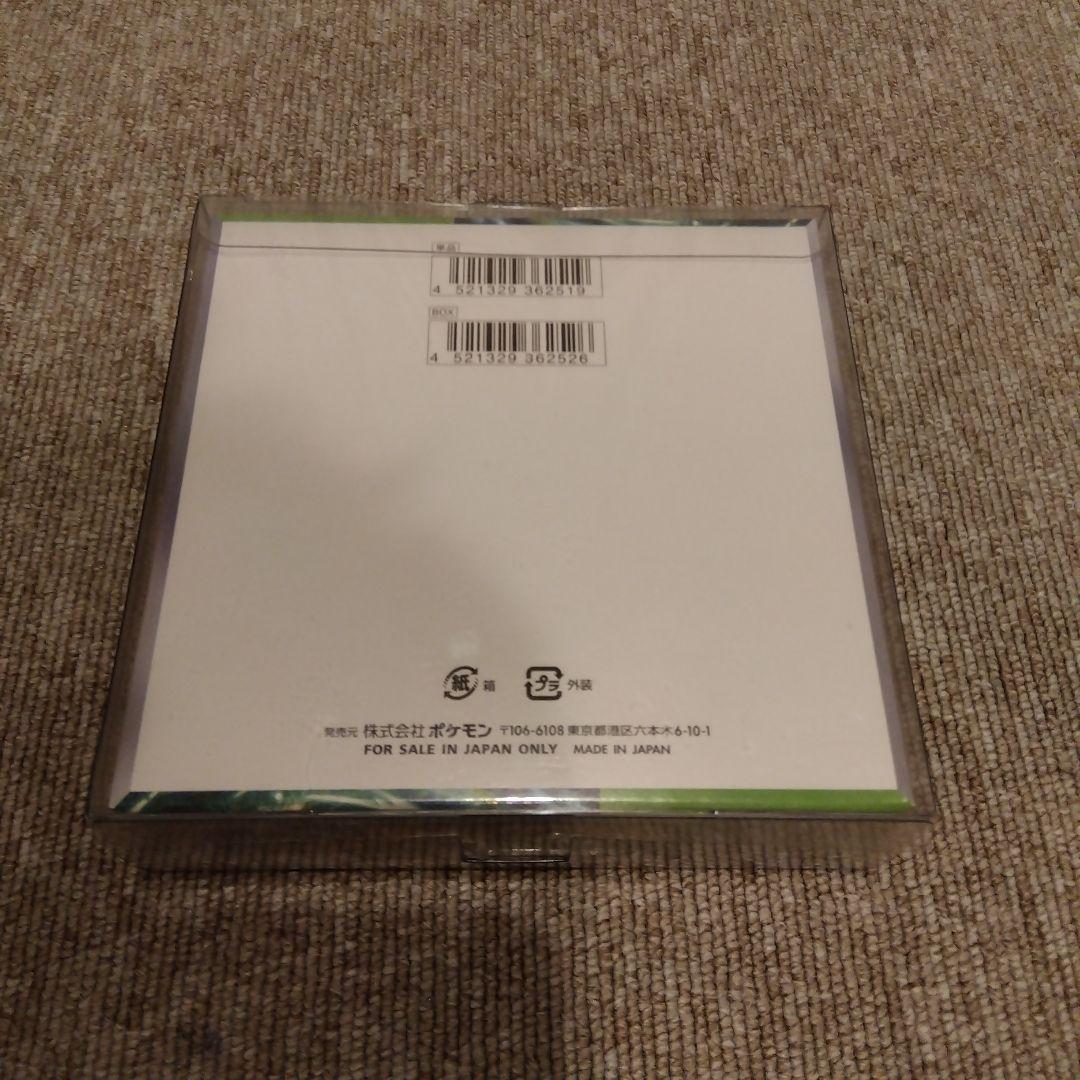 単品
4 521329 362519
BOX
4 521329 362526
紙 箱 プラ 外装
発売元 株式会社 ポケモン 〒106-6108 東京都港区六本木6-10-1
FOR SALE IN JAPAN ONLY MADE IN JAPAN